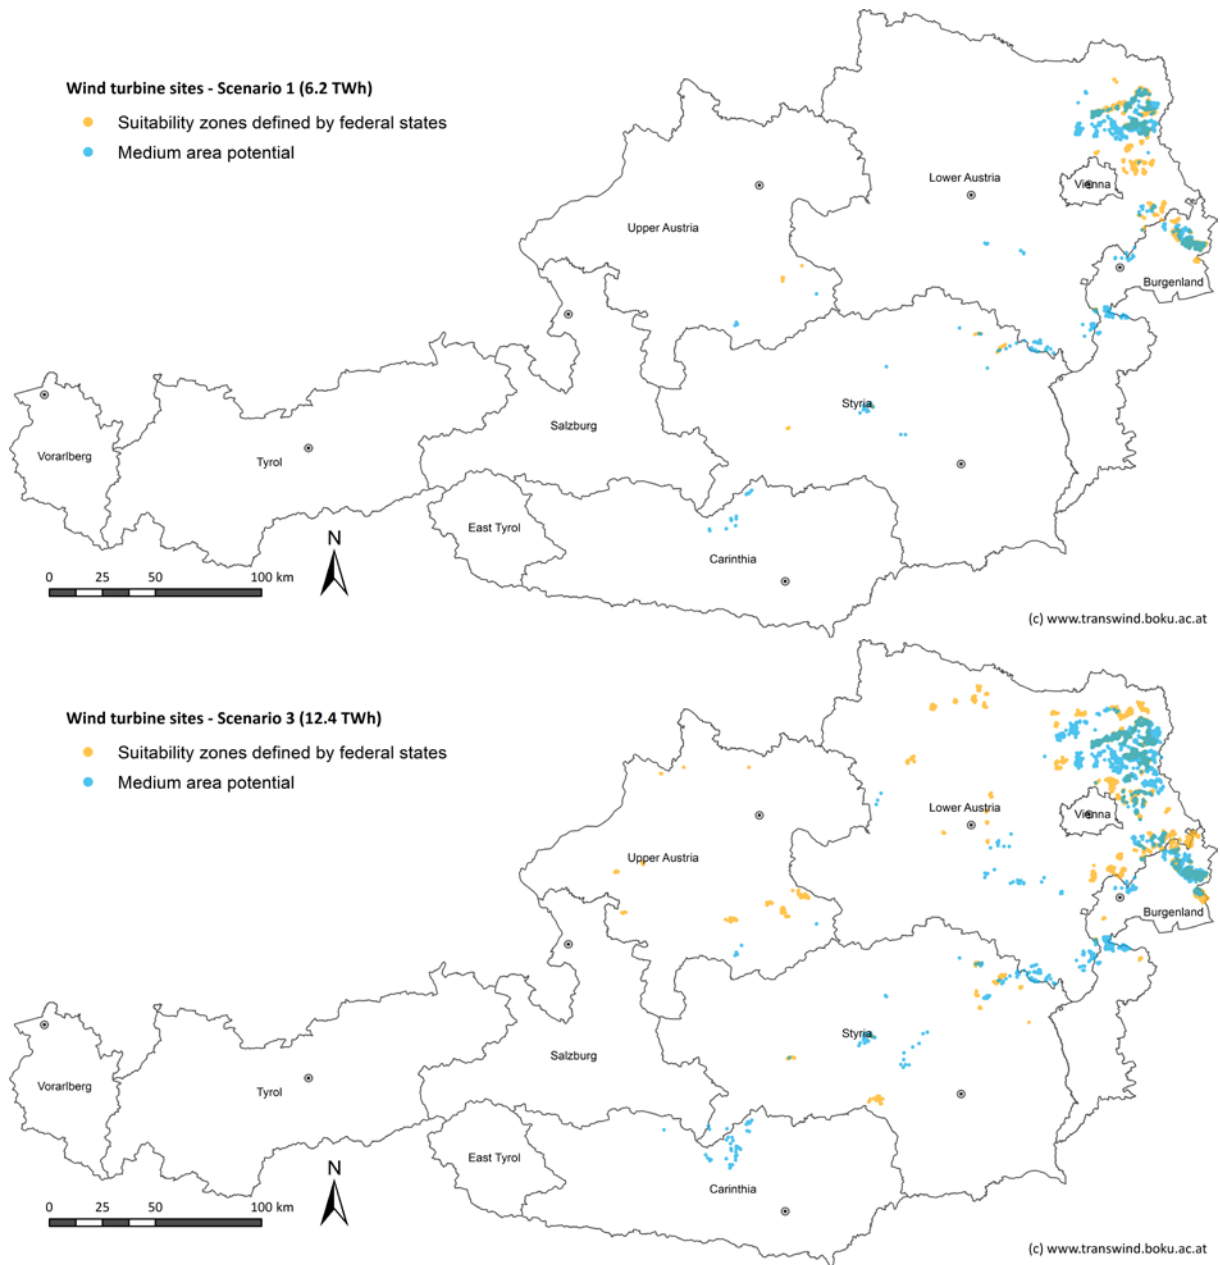 Wind turbine sites - Scenario 1 (6.2 TWh)
Suitability zones defined by federal states
Medium area potential
Lower Austria
Vienna
Upper Austria
Burgenland
Styria
Salzburg
Vorarlberg
Tyrol
East Tyrol
Carinthia
N
0 25 50 100 km
(c) www.transwind.boku.ac.at
Wind turbine sites - Scenario 3 (12.4 TWh)
Suitability zones defined by federal states
Medium area potential
Lower Austria
Vienna
Upper Austria
Burgenland
Styria
Salzburg
Vorarlberg
Tyrol
East Tyrol
Carinthia
N
0 25 50 100 km
(c) www.transwind.boku.ac.at